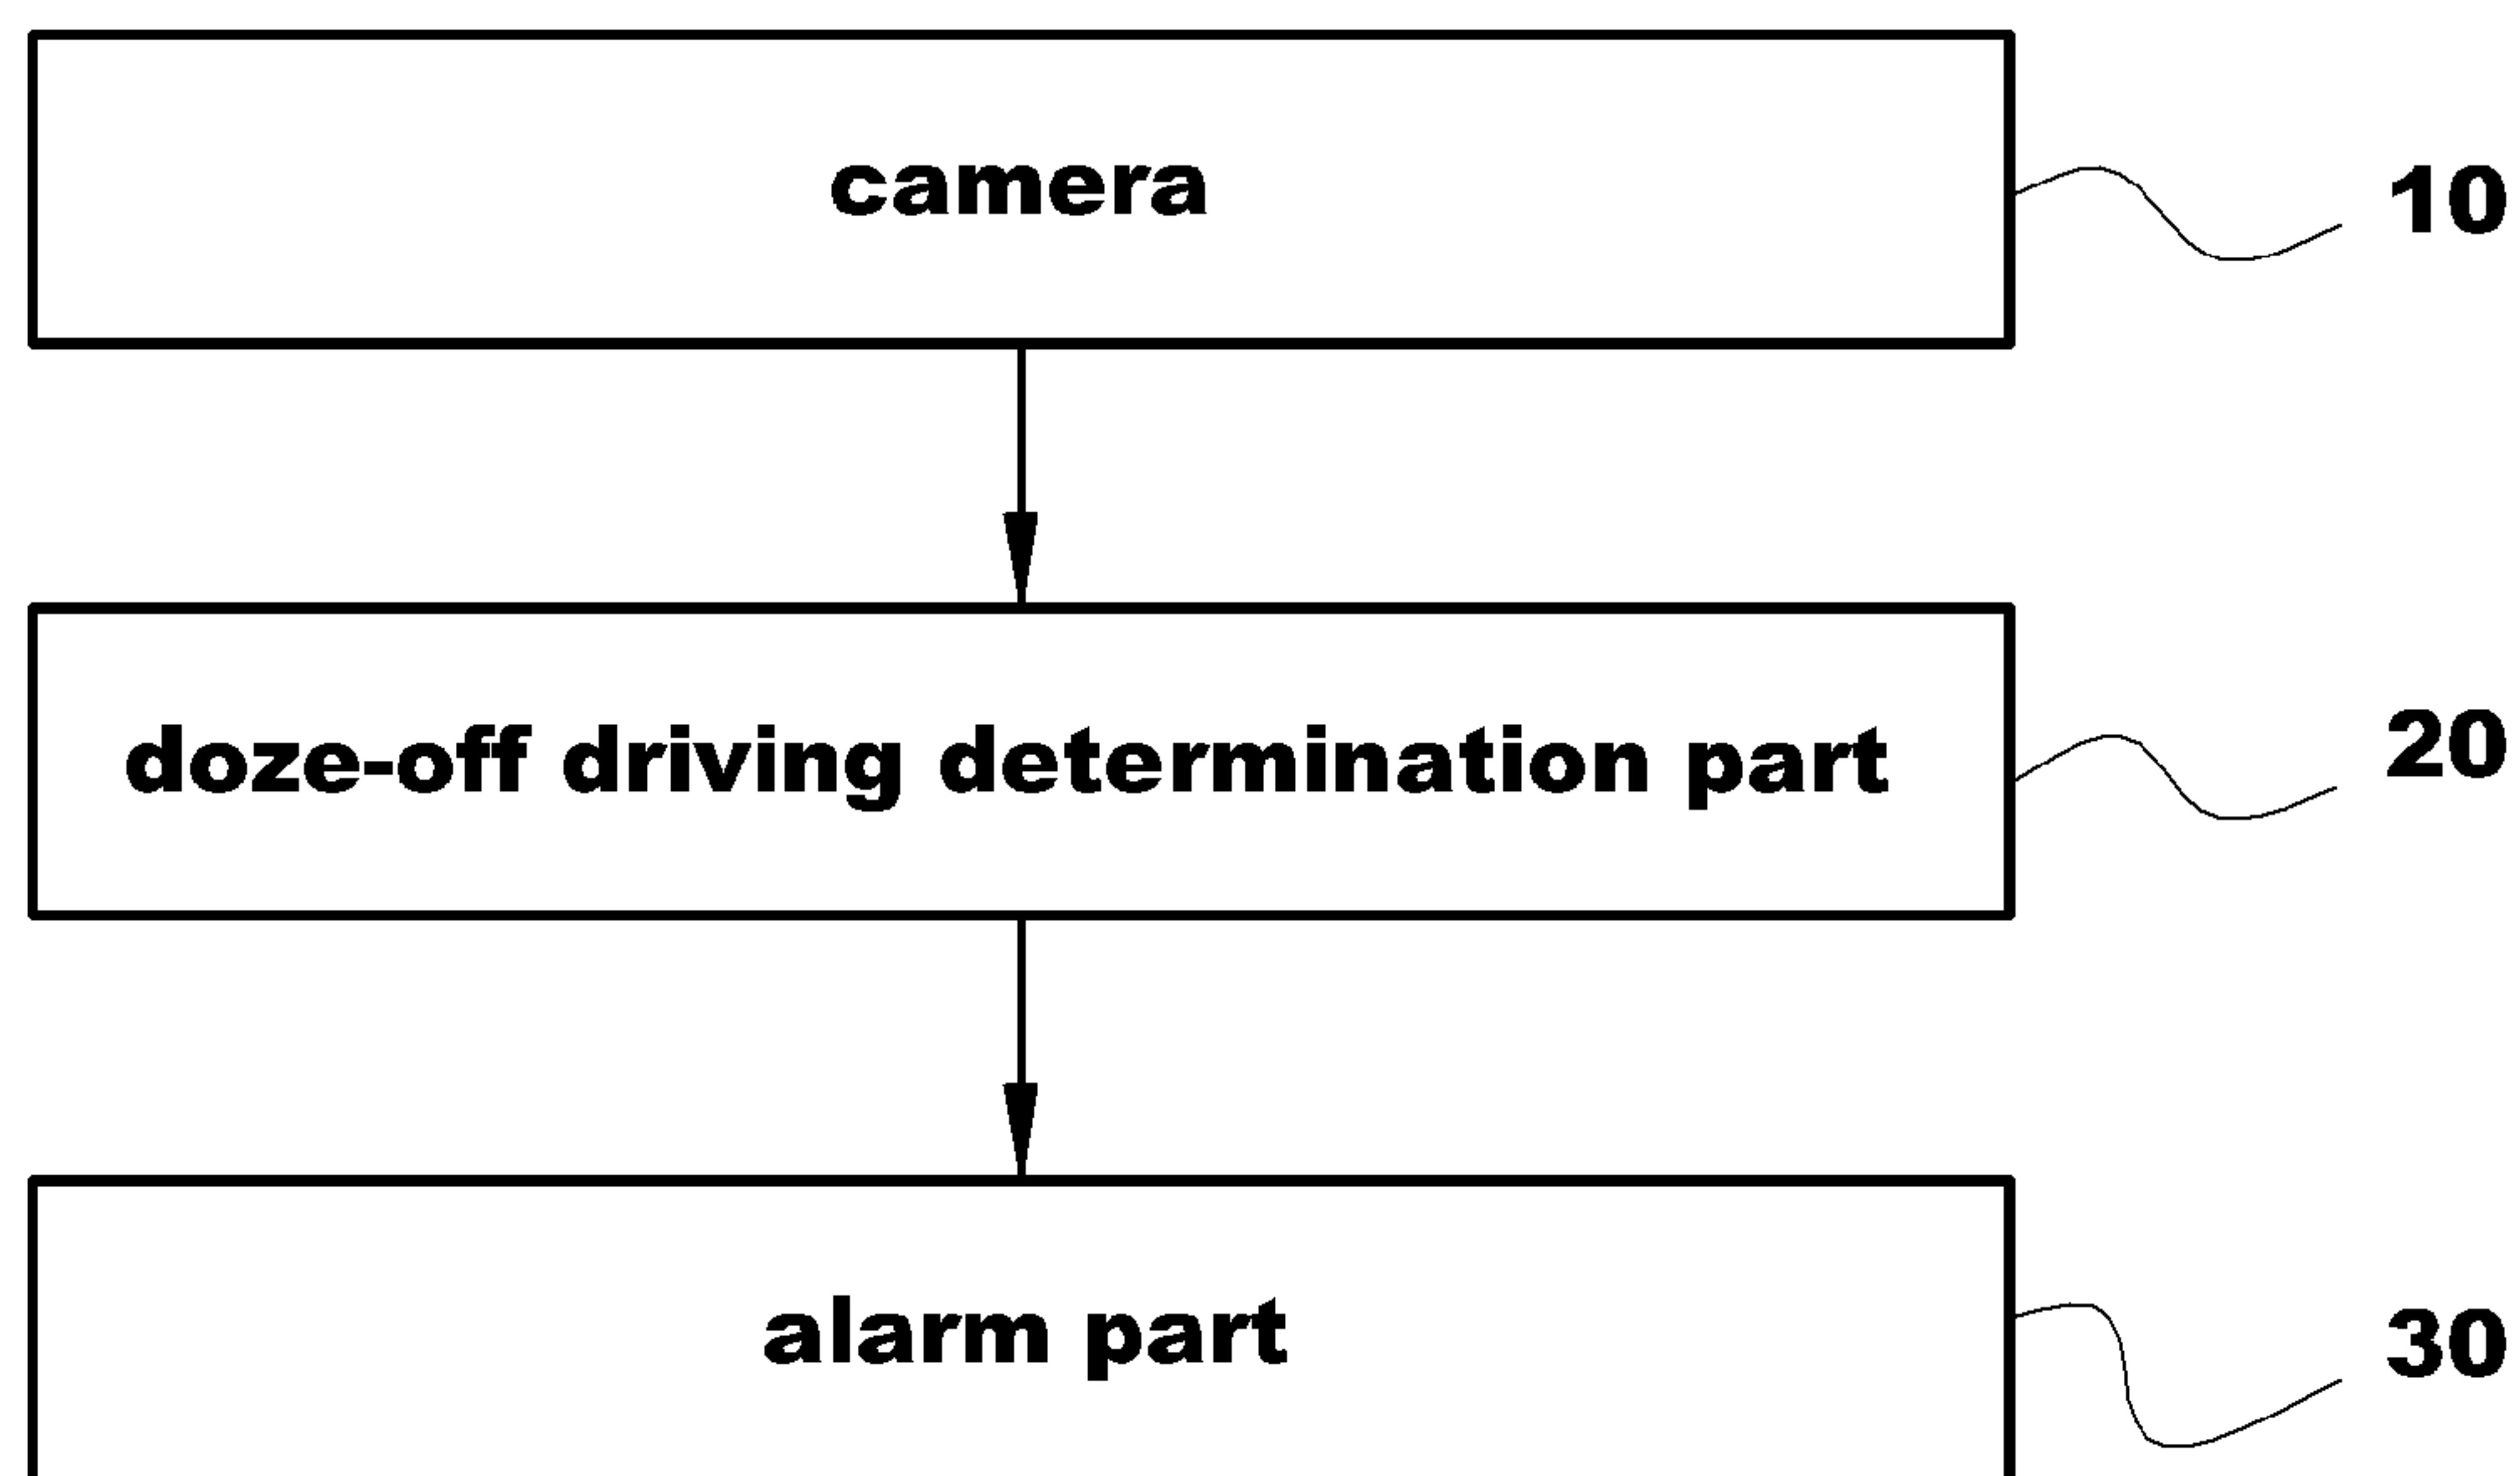 camera
10
doze-off driving determination part
20
alarm part
30